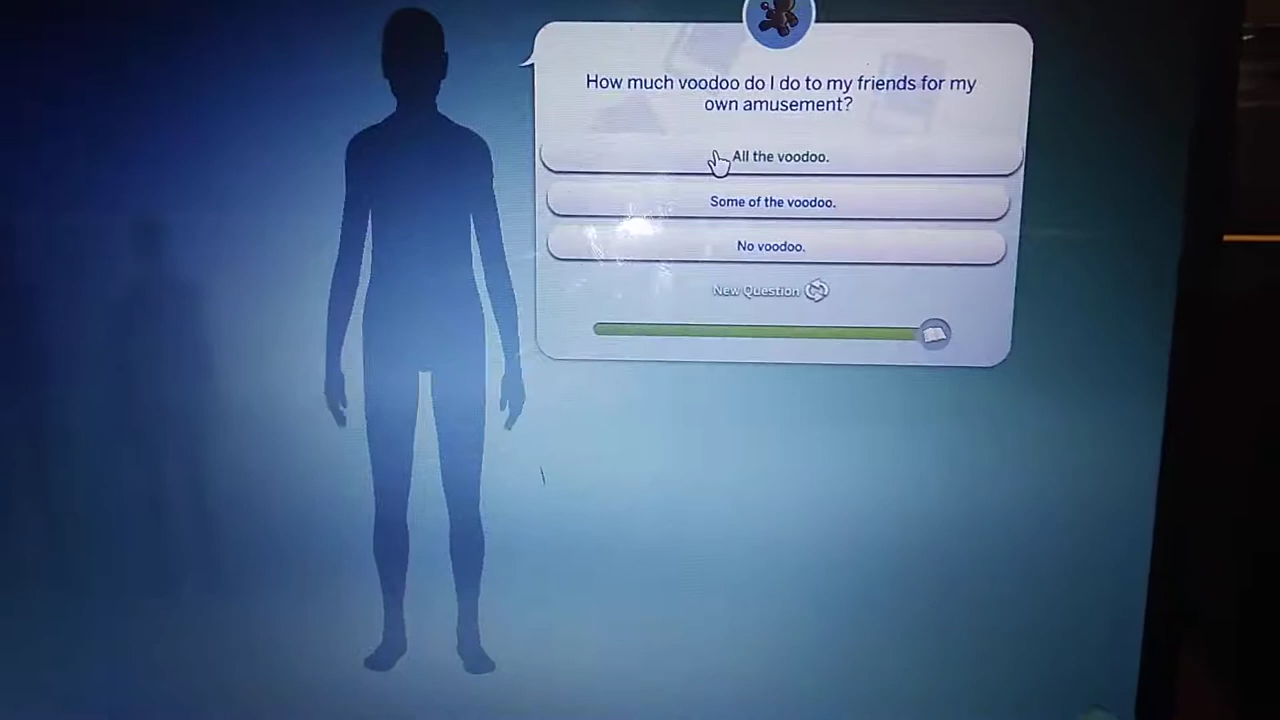 How much voodoo do I do to my friends for my
own amusement?
All the voodoo.
Some of the voodoo.
No voodoo.
New Question